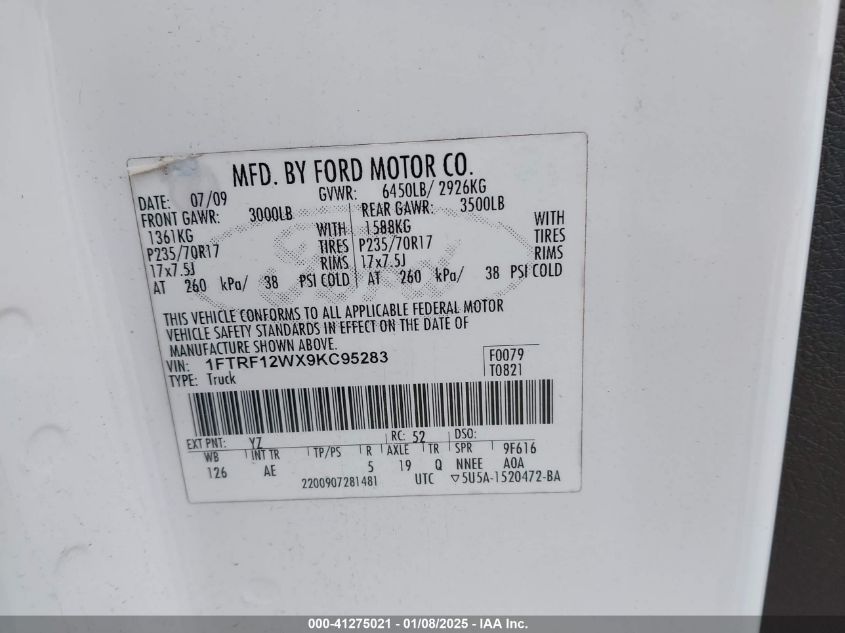 MFD. BY FORD MOTOR CO.
DATE: 07/09 GVWR: 6450LB/ 2926KG
FRONT GAWR: 3000LB REAR GAWR: 3500LB
1361KG WITH 1588KG WITH
P235/70R17 TIRES P235/70R17 TIRES
17x7.5J RIMS 17x7.5J RIMS
AT 260 kPa/ 38 PSI COLD AT 260 kPa/ 38 PSI COLD
THIS VEHICLE CONFORMS TO ALL APPLICABLE FEDERAL MOTOR
VEHICLE SAFETY STANDARDS IN EFFECT ON THE DATE OF
MANUFACTURE SHOWN ABOVE.
VIN: 1FTRF12WX9KC95283 F0079
TYPE: Truck T0821
EXT PNT: YZ RC: 52 DSO:
WB INT TR TP/PS R AXLE TR SPR 9F616
126 AE 5 19 Q NNEE A0A
2200907281481 UTC ▽5U5A-1520472-BA
000-41275021 - 01/08/2025 - IAA Inc.